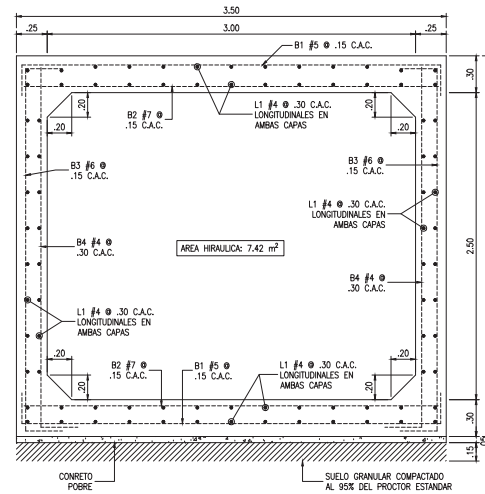 3.50
.25
3.00
.25
B1 #5 @ .15 C.A.C.
.30
.20
.20
B2 #7 @
.15 C.A.C.
L1 #4 @ .30 C.A.C.
LONGITUDINALES EN
AMBAS CAPAS
.20
.20
B3 #6 @
.15 C.A.C.
B3 #6 @
.15 C.A.C.
L1 #4 @ .30 C.A.C.
LONGITUDINALES EN
AMBAS CAPAS
B4 #4 @
.30 C.A.C.
AREA HIRAULICA: 7.42 m²
2.50
B4 #4 @
.30 C.A.C.
L1 #4 @ .30 C.A.C.
LONGITUDINALES EN
AMBAS CAPAS
.20
.20
B2 #7 @
.15 C.A.C.
B1 #5 @
.15 C.A.C.
L1 #4 @ .30 C.A.C.
LONGITUDINALES EN
AMBAS CAPAS
.20
.20
.30
.15
CONRETO
POBRE
SUELO GRANULAR COMPACTADO
AL 95% DEL PROCTOR ESTANDAR